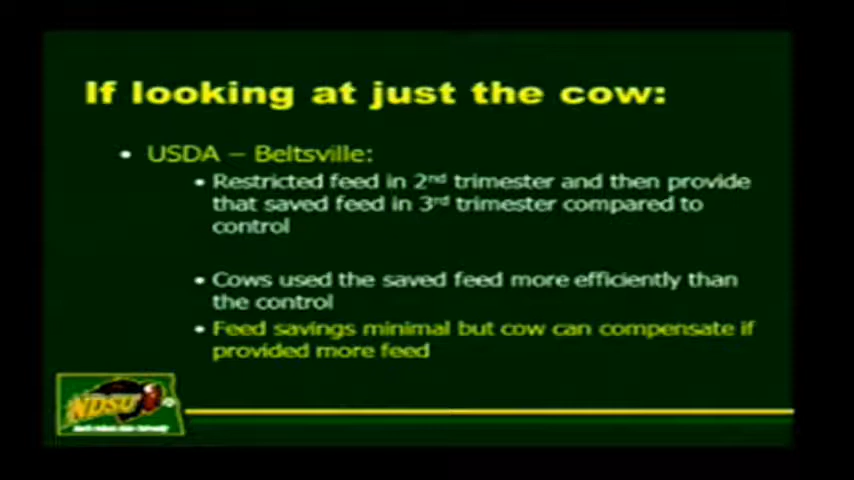 If looking at just the cow:
• USDA – Beltsville:
• Restricted feed in 2nd trimester and then provide
that saved feed in 3rd trimester compared to
control
• Cows used the saved feed more efficiently than
the control
• Feed savings minimal but cow can compensate if
provided more feed
NDSU